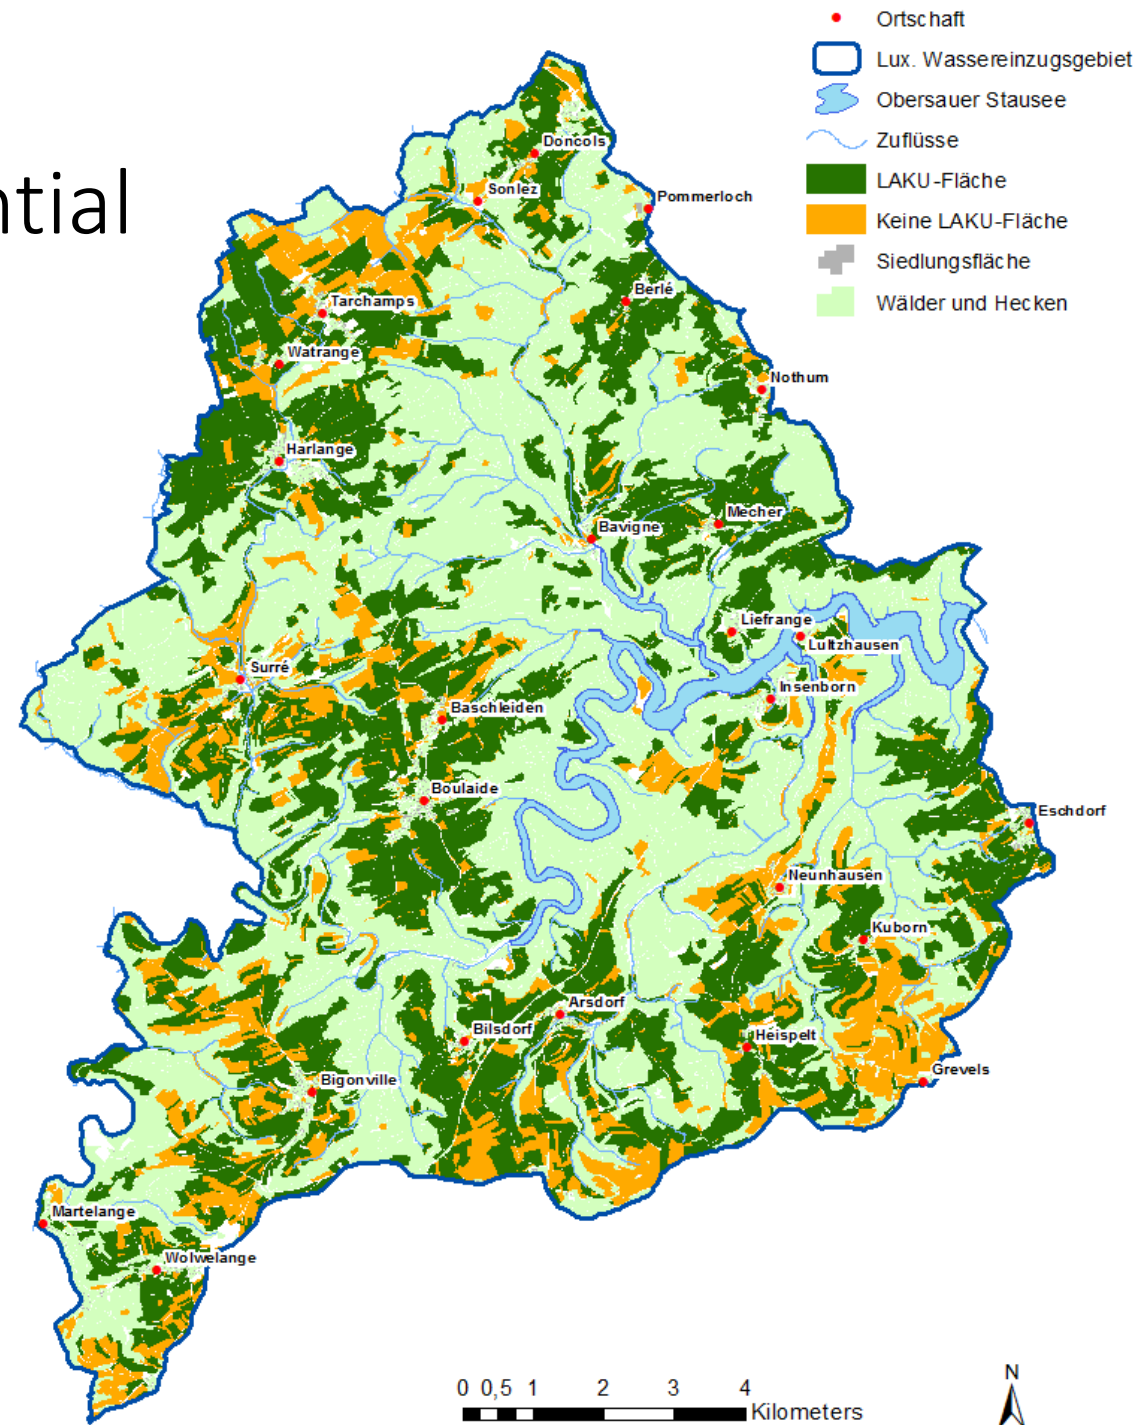 Ortschaft
Lux. Wassereinzugsgebiet
Obersauer Stausee
Zuflüsse
LAKU-Fläche
Keine LAKU-Fläche
Siedlungsfläche
Wälder und Hecken
ntial
Doncols
Sonlez
Pommerloch
Berlé
Tarchamps
Watrange
Nothum
Harlange
Mecher
Bavigne
Liefrange
Lultzhausen
Surré
Insenborn
Baschleiden
Boulaide
Eschdorf
Neunhausen
Kuborn
Arsdorf
Bilsdorf
Heispelt
Grevels
Bigonville
Martelange
Wolwelange
0 0,5 1 2 3 4
Kilometers
N